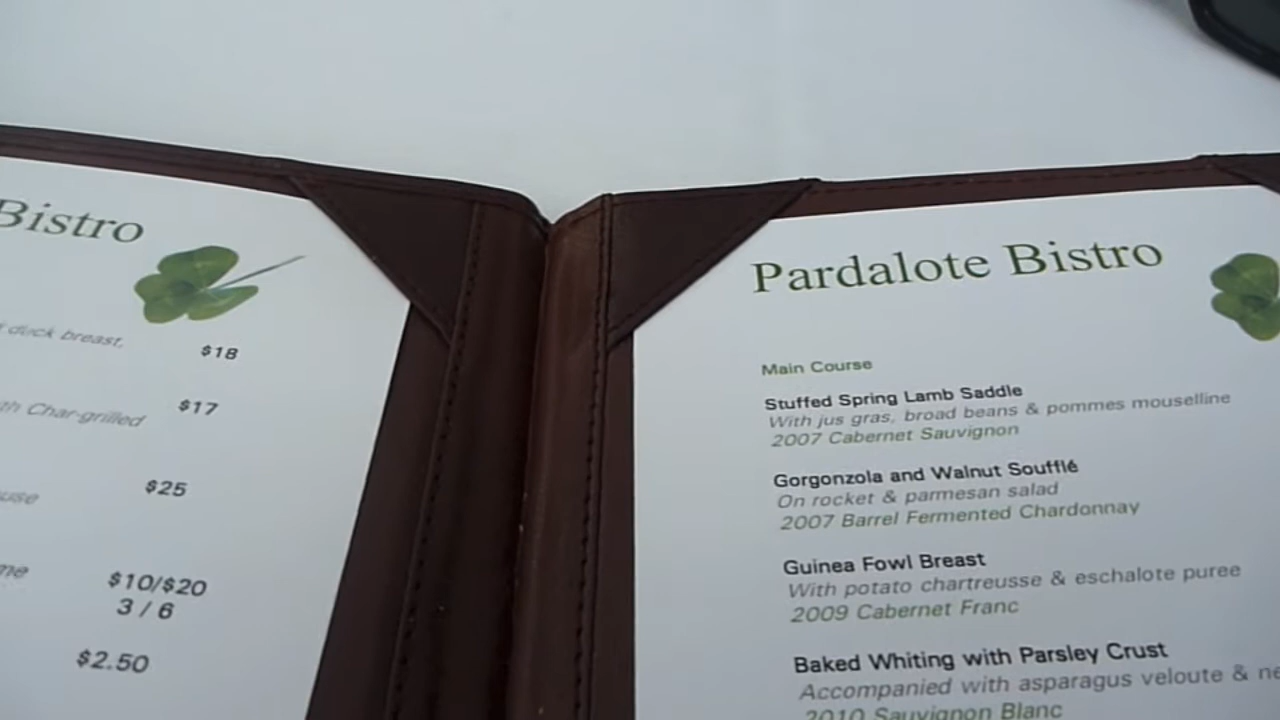 Bistro
duck breast,
$18
$17
Char-grilled
$25
$10/$20
3 / 6
$2.50
Pardalote Bistro
Main Course
Stuffed Spring Lamb Saddle
With jus gras, broad beans & pommes mouselline
2007 Cabernet Sauvignon
Gorgonzola and Walnut Soufflé
On rocket & parmesan salad
2007 Barrel Fermented Chardonnay
Guinea Fowl Breast
With potato chartreusse & eschalote puree
2009 Cabernet Franc
Baked Whiting with Parsley Crust
Accompanied with asparagus veloute &
2010 Sauvignon Blanc